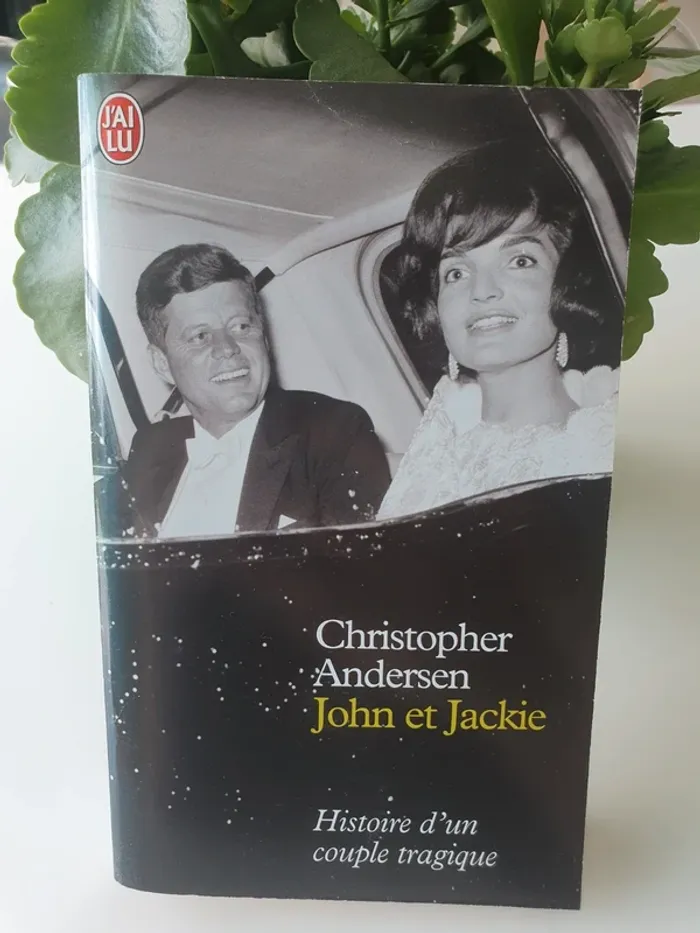 J'AI
LU
Christopher
Andersen
John et Jackie
Histoire d'un
couple tragique